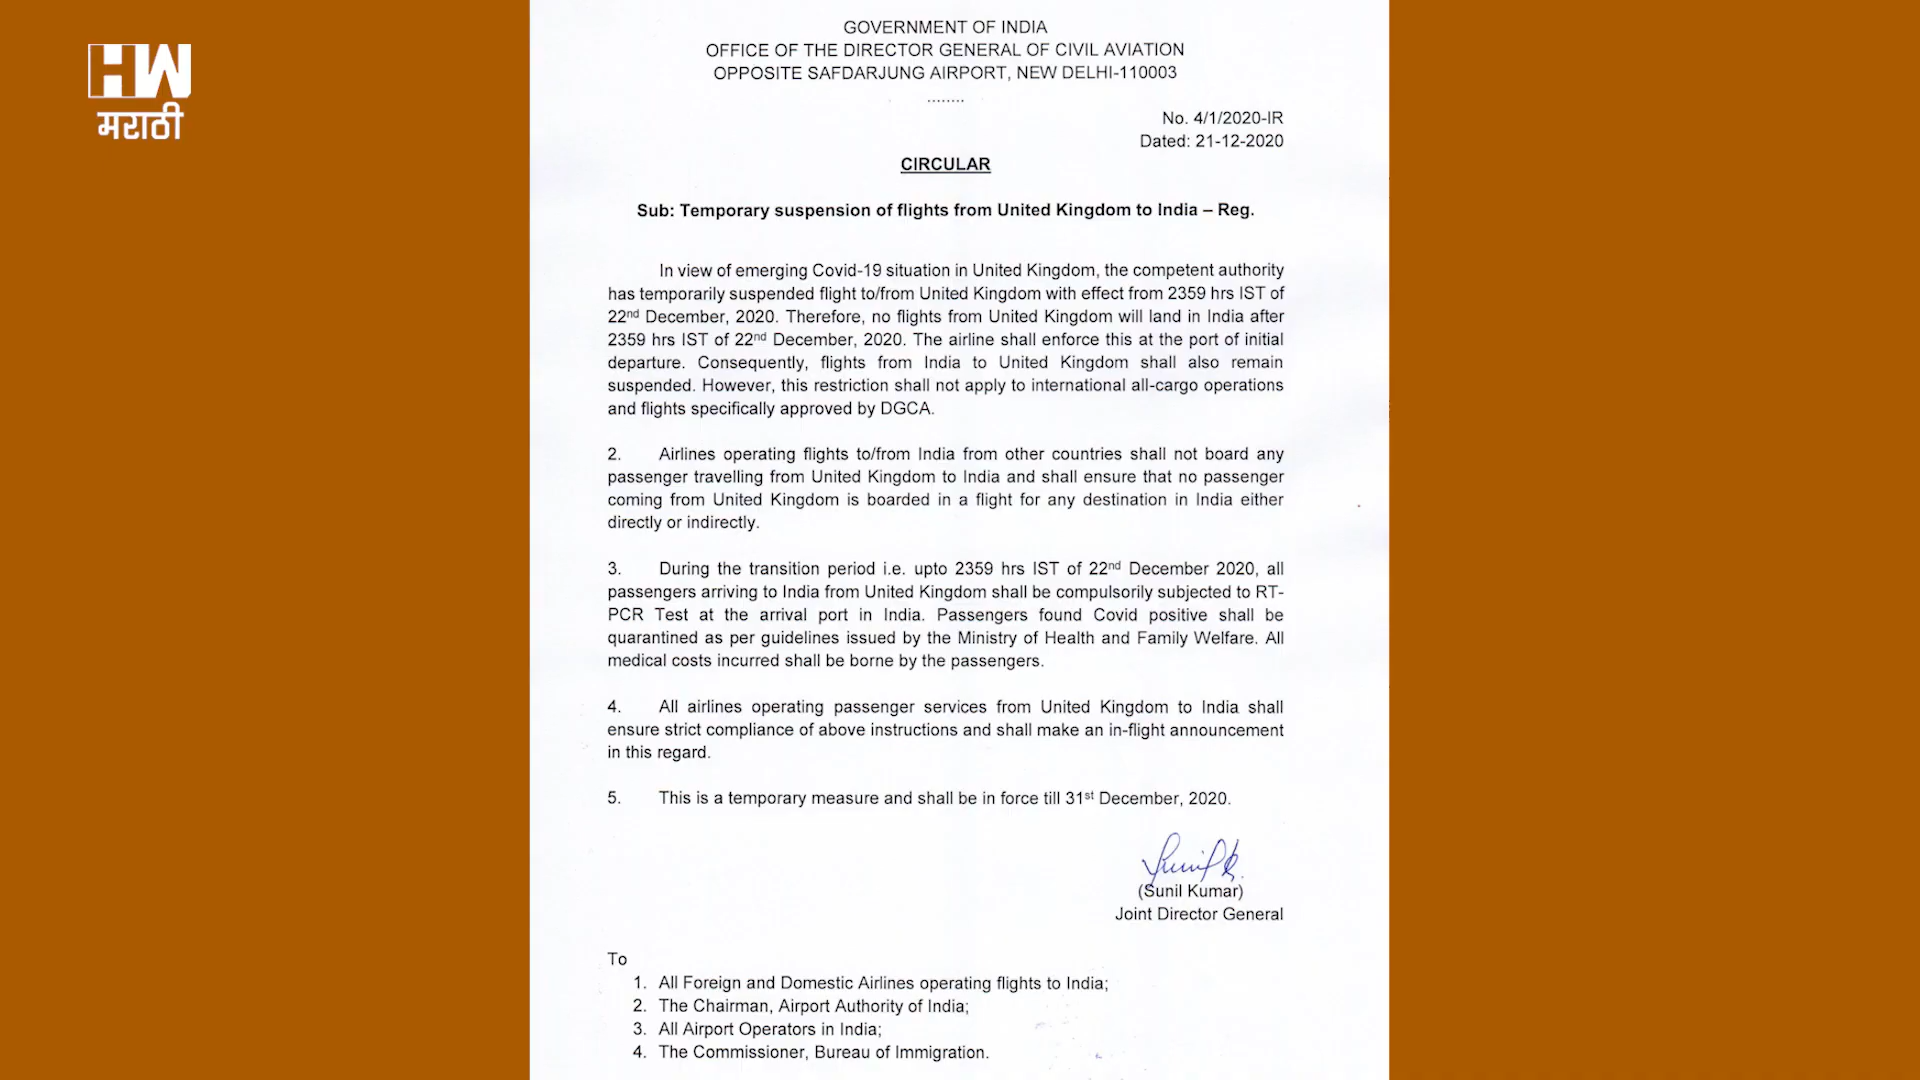 HW
मराठी
GOVERNMENT OF INDIA
OFFICE OF THE DIRECTOR GENERAL OF CIVIL AVIATION
OPPOSITE SAFDARJUNG AIRPORT, NEW DELHI-110003
........
No. 4/1/2020-IR
Dated: 21-12-2020
CIRCULAR
Sub: Temporary suspension of flights from United Kingdom to India – Reg.
In view of emerging Covid-19 situation in United Kingdom, the competent authority
has temporarily suspended flight to/from United Kingdom with effect from 2359 hrs IST of
22nd December, 2020. Therefore, no flights from United Kingdom will land in India after
2359 hrs IST of 22nd December, 2020. The airline shall enforce this at the port of initial
departure. Consequently, flights from India to United Kingdom shall also remain
suspended. However, this restriction shall not apply to international all-cargo operations
and flights specifically approved by DGCA.
2. Airlines operating flights to/from India from other countries shall not board any
passenger travelling from United Kingdom to India and shall ensure that no passenger
coming from United Kingdom is boarded in a flight for any destination in India either
directly or indirectly.
3. During the transition period i.e. upto 2359 hrs IST of 22nd December 2020, all
passengers arriving to India from United Kingdom shall be compulsorily subjected to RT-
PCR Test at the arrival port in India. Passengers found Covid positive shall be
quarantined as per guidelines issued by the Ministry of Health and Family Welfare. All
medical costs incurred shall be borne by the passengers.
4. All airlines operating passenger services from United Kingdom to India shall
ensure strict compliance of above instructions and shall make an in-flight announcement
in this regard.
5. This is a temporary measure and shall be in force till 31st December, 2020.
(Sunil Kumar)
Joint Director General
To
1. All Foreign and Domestic Airlines operating flights to India;
2. The Chairman, Airport Authority of India;
3. All Airport Operators in India;
4. The Commissioner, Bureau of Immigration.